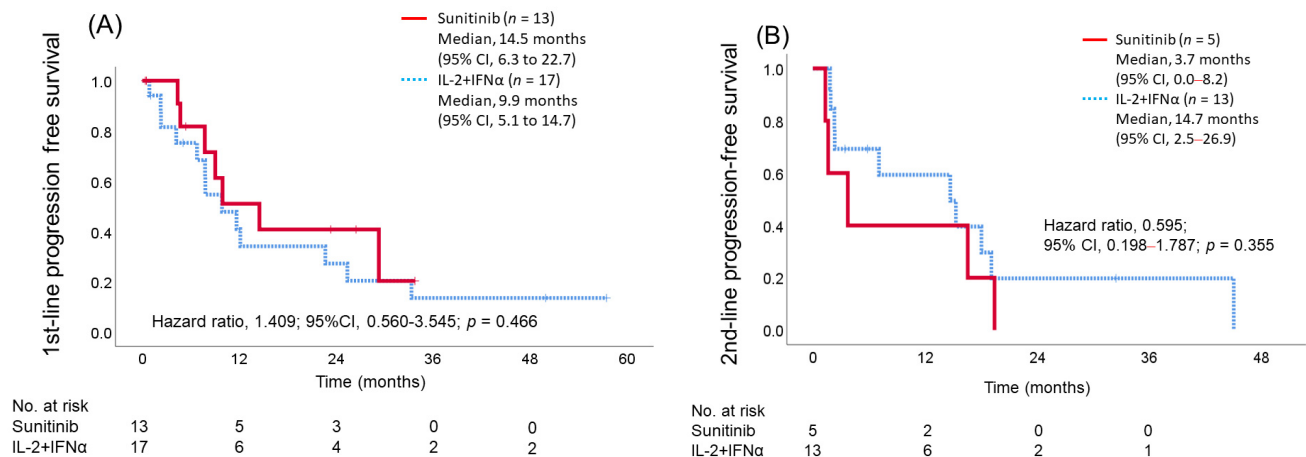 (A)
Sunitinib (n = 13)
Median, 14.5 months
(95% CI, 6.3 to 22.7)
IL-2+IFNα (n = 17)
Median, 9.9 months
(95% CI, 5.1 to 14.7)
1st-line progression free survival
1.0
0.8
0.6
0.4
0.2
0.0
Hazard ratio, 1.409; 95%CI, 0.560-3.545; p = 0.466
0 12 24 36 48 60
Time (months)
No. at risk
Sunitinib 13 5 3 0 0
IL-2+IFNα 17 6 4 2 2
(B)
Sunitinib (n = 5)
Median, 3.7 months
(95% CI, 0.0–8.2)
IL-2+IFNα (n = 13)
Median, 14.7 months
(95% CI, 2.5–26.9)
2nd-line progression-free survival
1.0
0.8
0.6
0.4
0.2
0.0
Hazard ratio, 0.595;
95% CI, 0.198–1.787; p = 0.355
0 12 24 36 48
Time (months)
No. at risk
Sunitinib 5 2 0 0
IL-2+IFNα 13 6 2 1